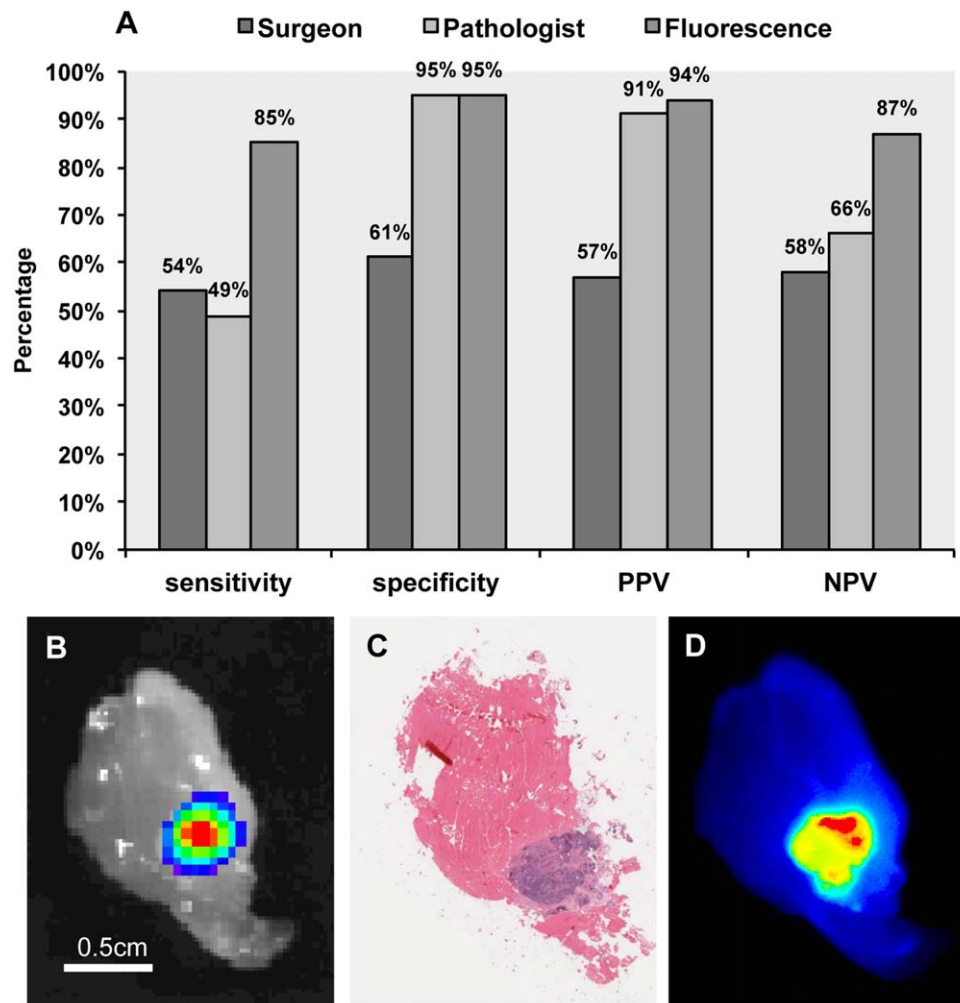 A
Surgeon Pathologist Fluorescence
Percentage
100%
90%
80%
70%
60%
50%
40%
30%
20%
10%
0%
54% 49% 85%
61% 95% 95%
57% 91% 94%
58% 66% 87%
sensitivity specificity PPV NPV
B
0.5cm
C
D